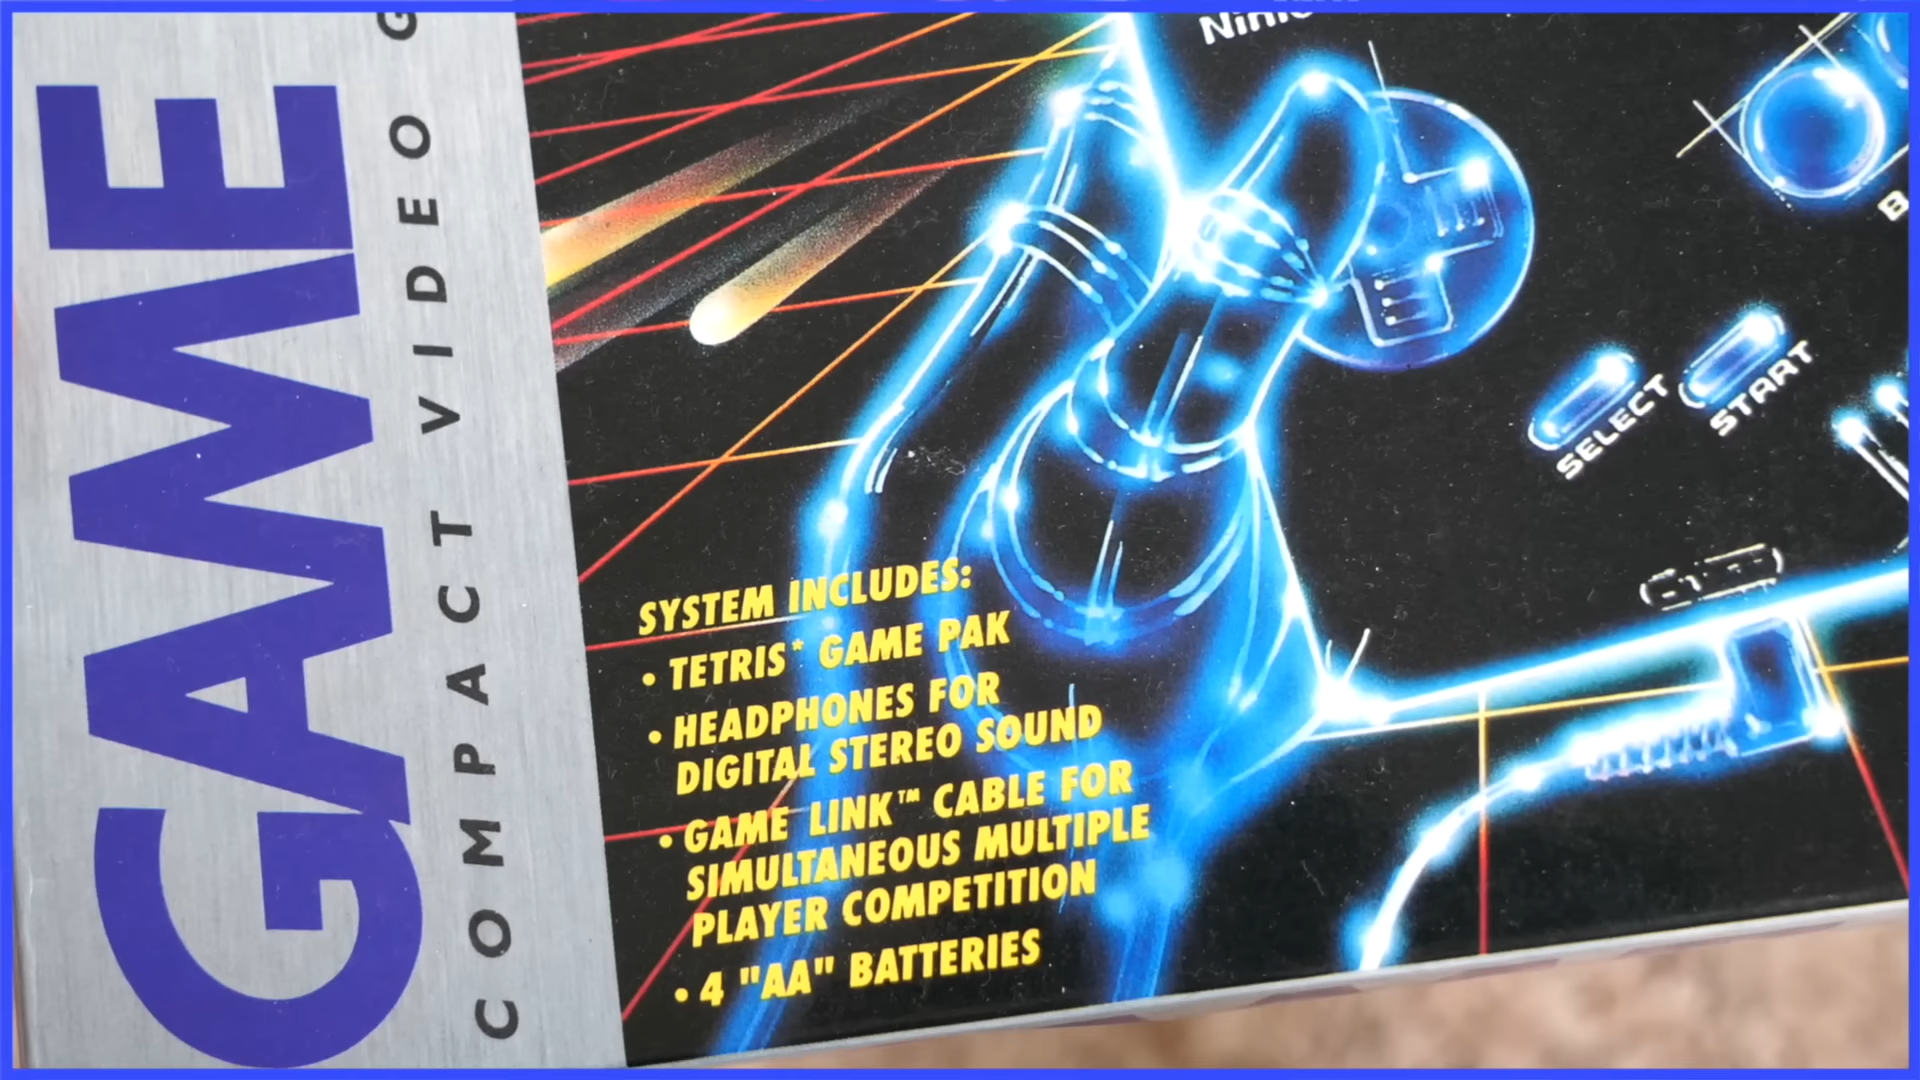 GAME
COMPACT VIDEO G
Nin
SELECT
START
B
SYSTEM INCLUDES:
• TETRIS* GAME PAK
• HEADPHONES FOR
DIGITAL STEREO SOUND
• GAME LINK™ CABLE FOR
SIMULTANEOUS MULTIPLE
PLAYER COMPETITION
• 4 "AA" BATTERIES